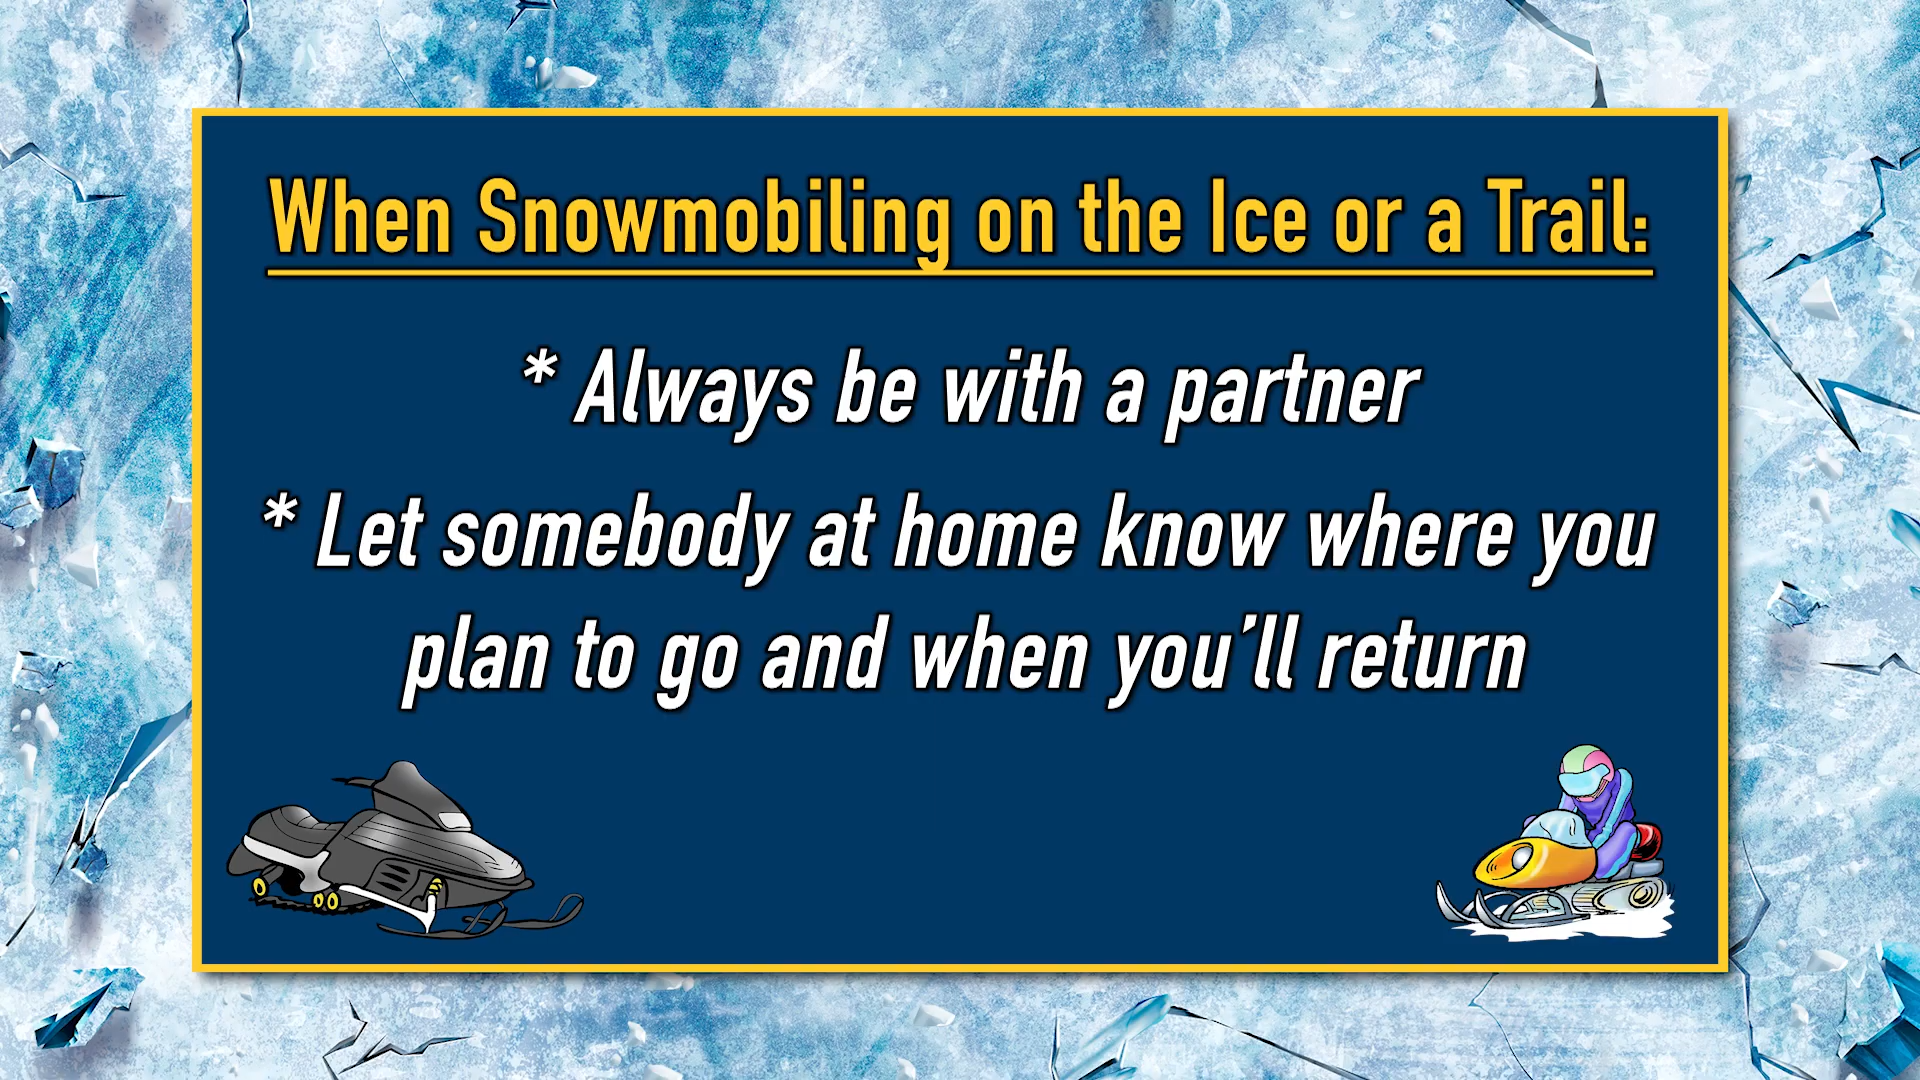 When Snowmobiling on the Ice or a Trail:
* Always be with a partner
* Let somebody at home know where you
plan to go and when you'll return